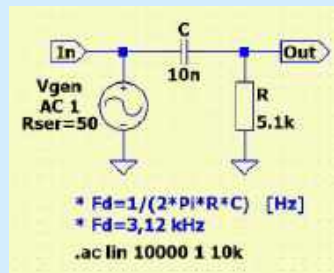 C
In
Out
10n
Vgen
AC 1
Rser=50
R
5.1k
* Fd=1/(2*Pi*R*C) [Hz]
* Fd=3,12 kHz
.ac lin 10000 1 10k